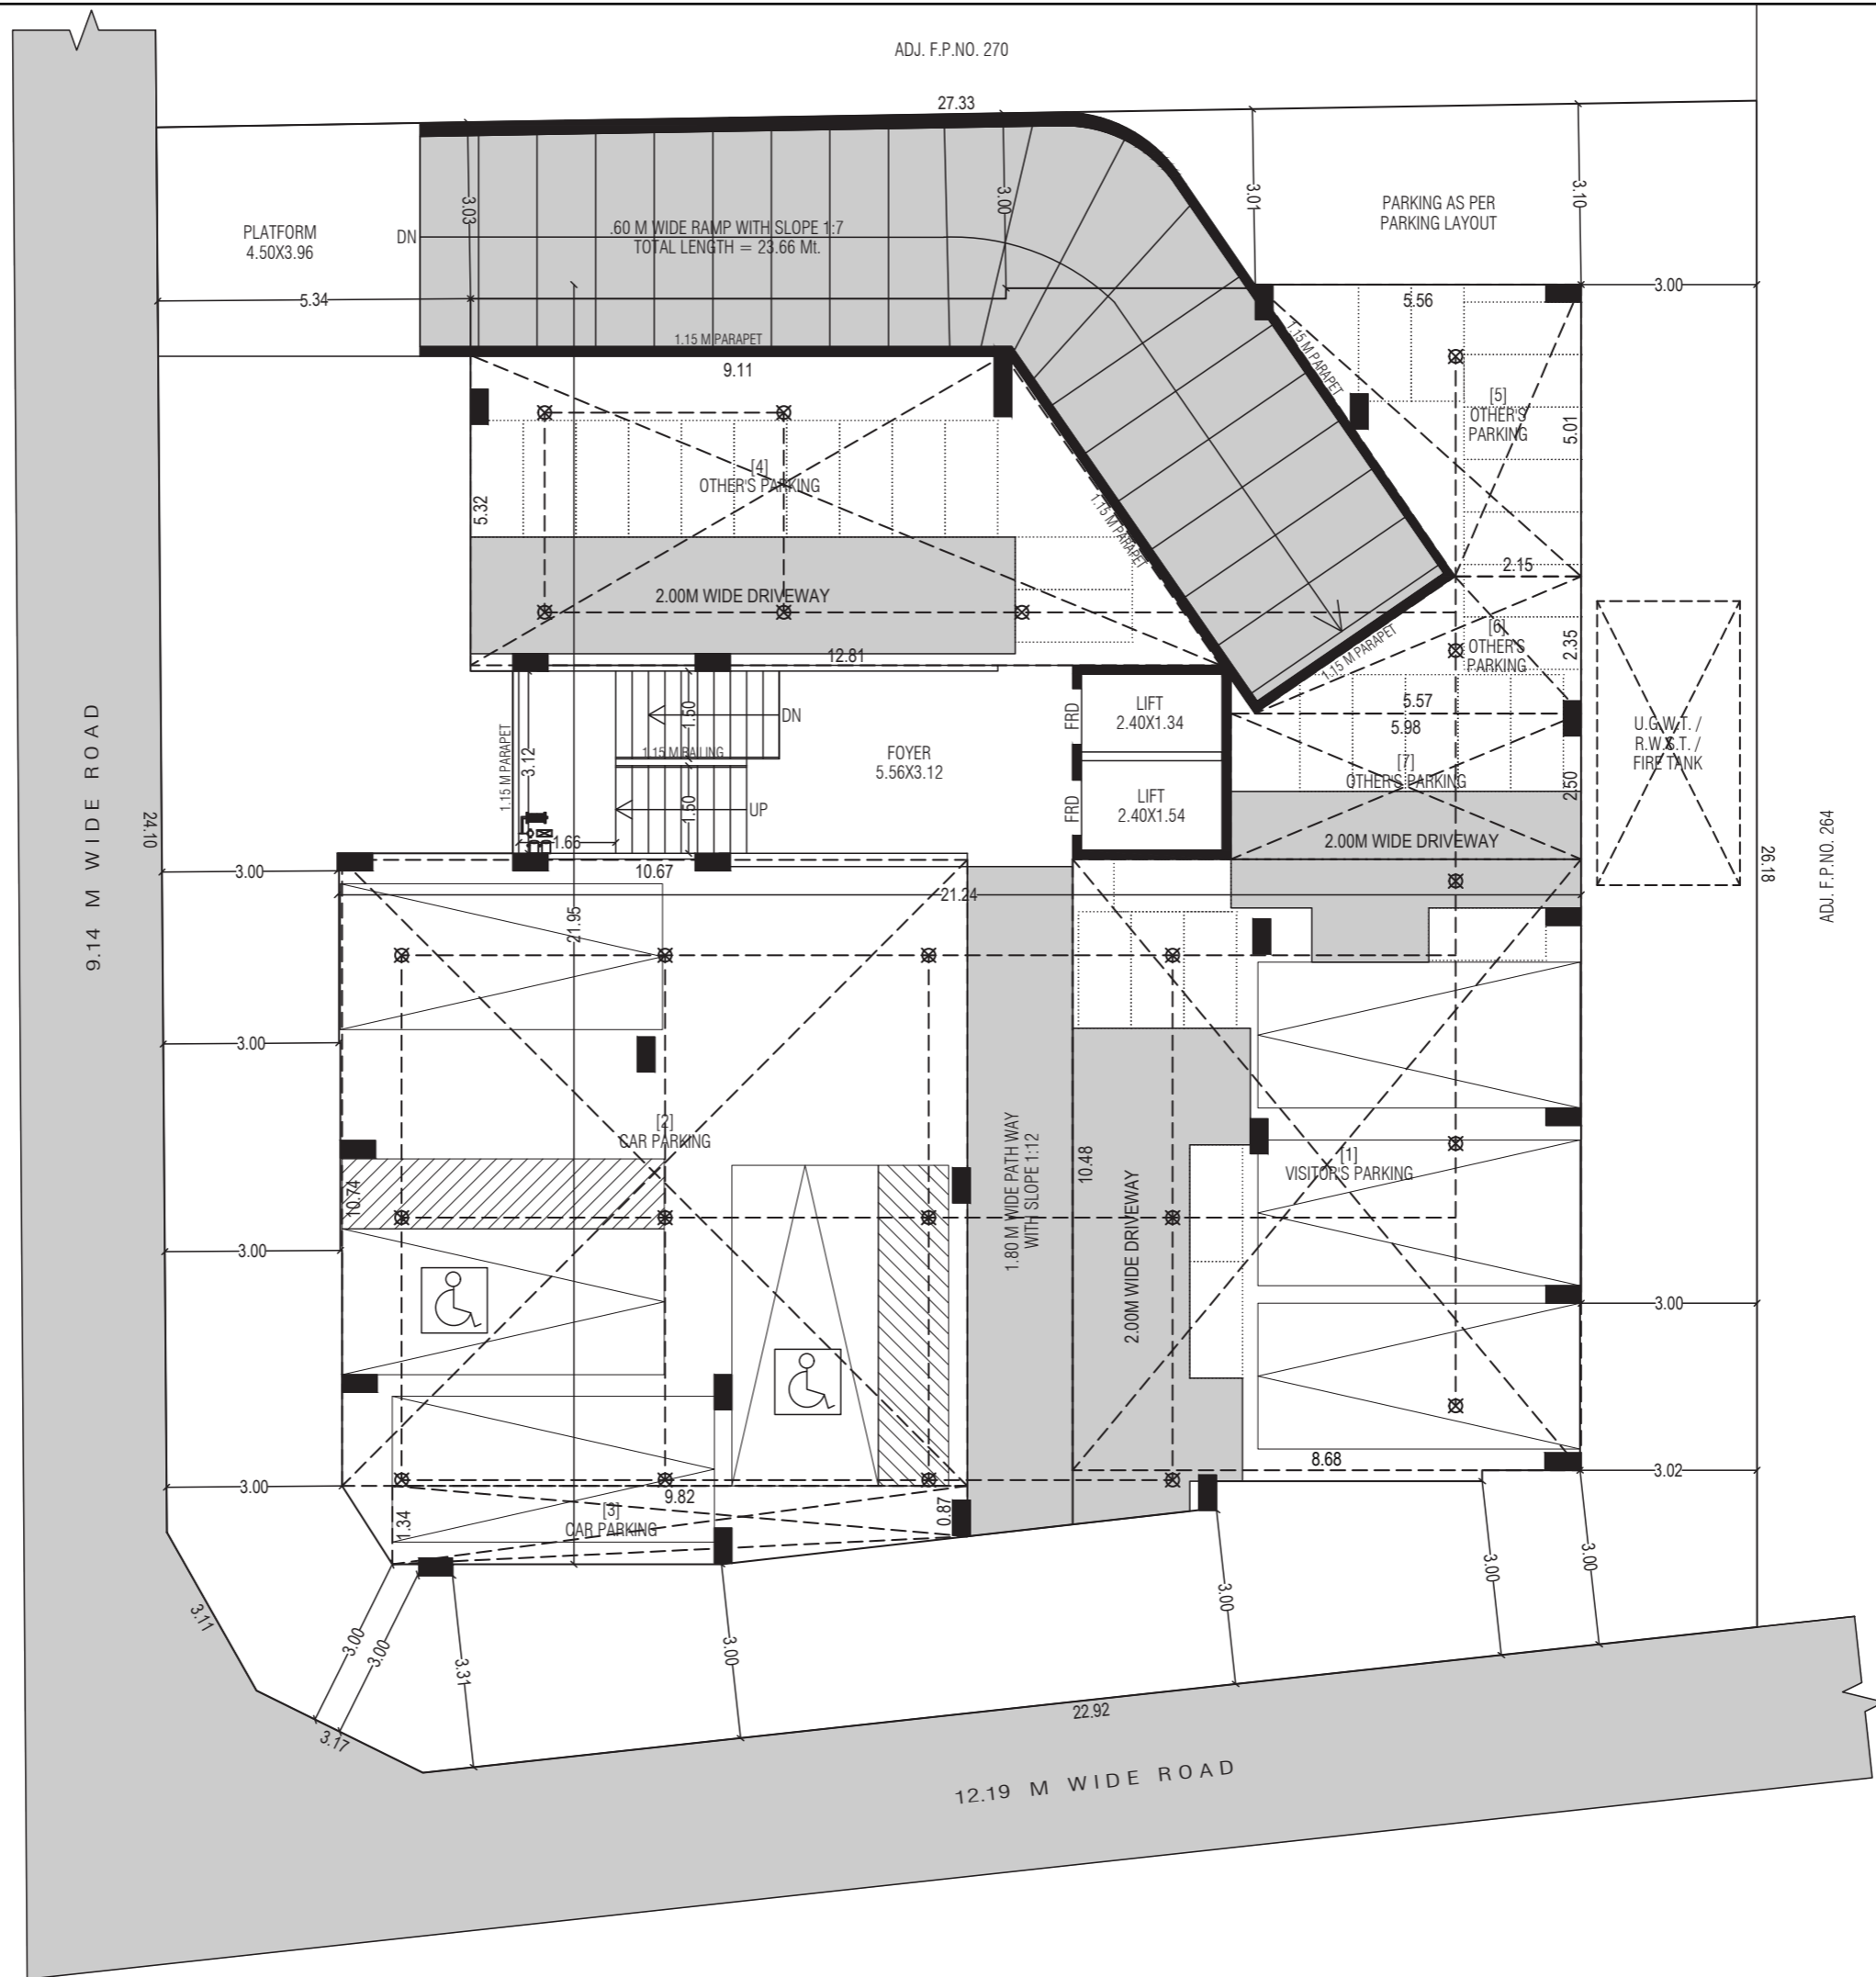 ADJ. F.P.NO. 270
27.33
3.03
3.00
3.01
3.10
PLATFORM
4.50X3.96
DN
.60 M WIDE RAMP WITH SLOPE 1:7
TOTAL LENGTH = 23.66 Mt.
PARKING AS PER
PARKING LAYOUT
5.34
5.56
3.00
1.15 M PARAPET
1.15 M PARAPET
9.11
[5]
OTHER'S
PARKING
5.01
[4]
OTHER'S PARKING
5.32
1.15 M PARAPET
2.15
2.00M WIDE DRIVEWAY
12.81
[6]
OTHER'S
PARKING
2.35
1.15 M PARAPET
5.57
5.98
LIFT
2.40X1.34
FRD
DN
1.50
1.15 M RAILING
1.15 M PARAPET
3.12
FOYER
5.56X3.12
[7]
OTHER'S PARKING
2.50
U.G.W.T. /
R.W.S.T. /
FIRE TANK
LIFT
2.40X1.54
FRD
UP
1.50
1.66
2.00M WIDE DRIVEWAY
9.14 M WIDE ROAD
24.10
26.18
ADJ. F.P.NO. 264
3.00
10.67
21.24
21.95
3.00
[2]
CAR PARKING
10.74
1.80 M WIDE PATH WAY
WITH SLOPE 1:12
10.48
2.00M WIDE DRIVEWAY
[1]
VISITOR'S PARKING
3.00
3.00
3.00
8.68
3.02
9.82
1.34
[3]
CAR PARKING
0.87
3.11
3.00
3.00
3.31
3.00
3.00
3.00
3.00
3.17
22.92
12.19 M WIDE ROAD